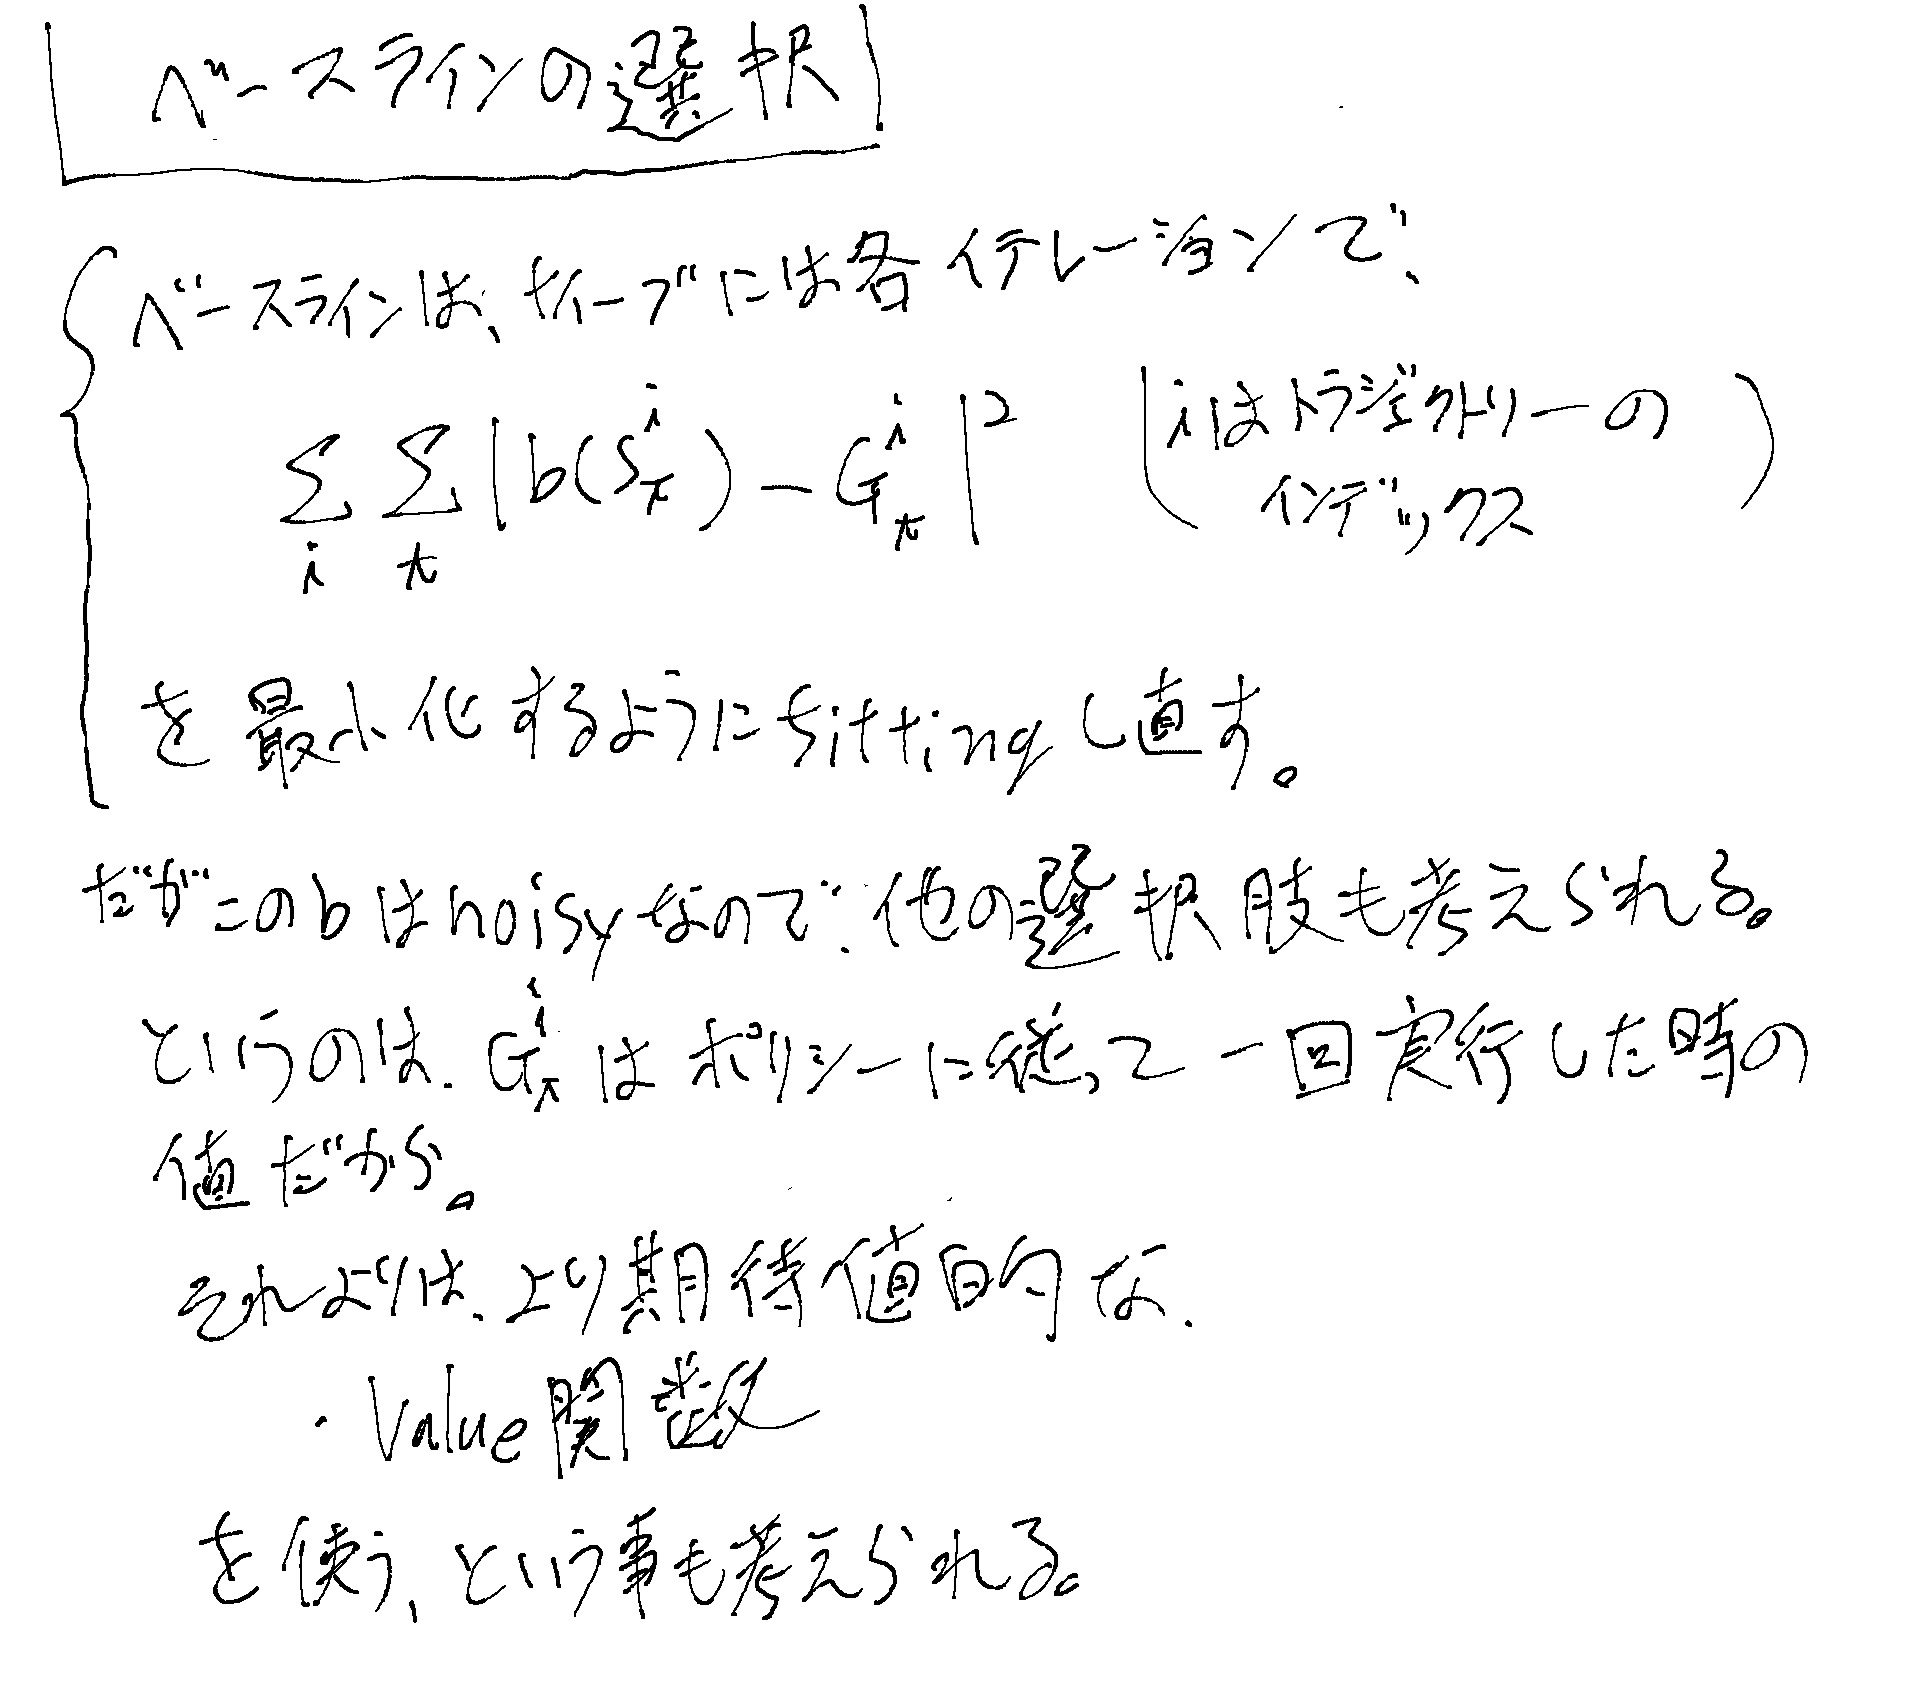 ベースラインの選択
ベースラインは、ナイーブには各イテレーションで、
Σ_i Σ_t |b(S_t^i) - G_t^i|^2 (iはトラジェクトリーの
インデックス)
を最小化するようにfittingし直す。
だがこのbはnoisyなので、他の選択肢も考えられる。
というのは、G_t^iはポリシーに従って一回実行した時の
値だから。
それよりは、より期待値的な、
・Value関数
を使う、という事も考えられる。